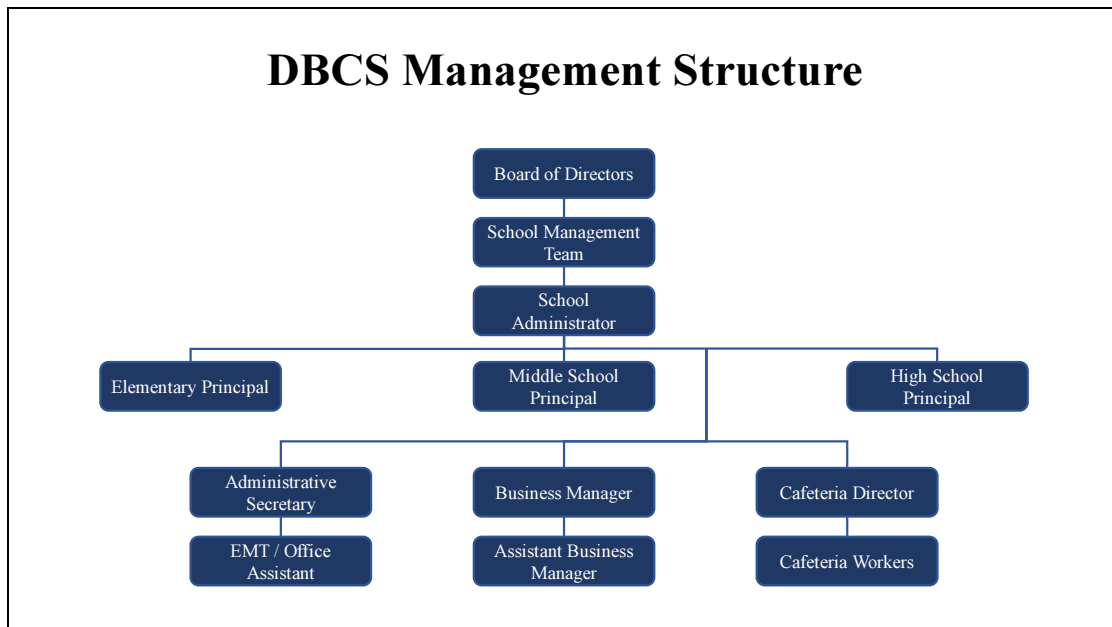 DBCS Management Structure
Board of Directors
School Management
Team
School
Administrator
Elementary Principal
Middle School
Principal
High School
Principal
Administrative
Secretary
Business Manager
Cafeteria Director
EMT / Office
Assistant
Assistant Business
Manager
Cafeteria Workers